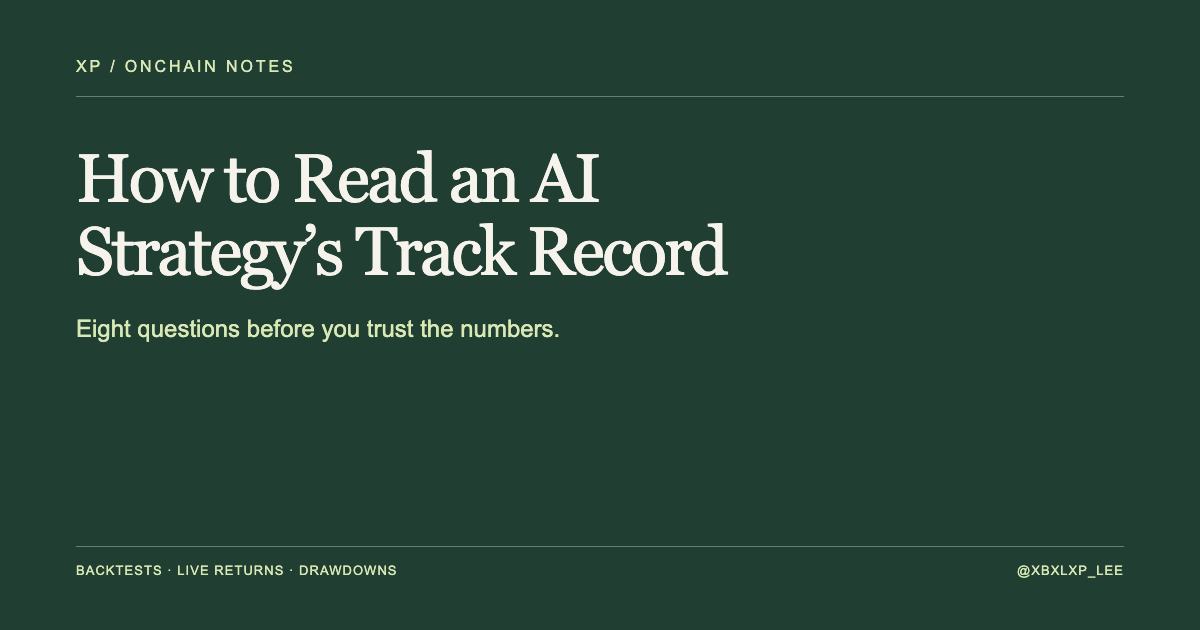 XP / ONCHAIN NOTES
How to Read an AI
Strategy’s Track Record
Eight questions before you trust the numbers.
BACKTESTS · LIVE RETURNS · DRAWDOWNS
@XBXLXP_LEE